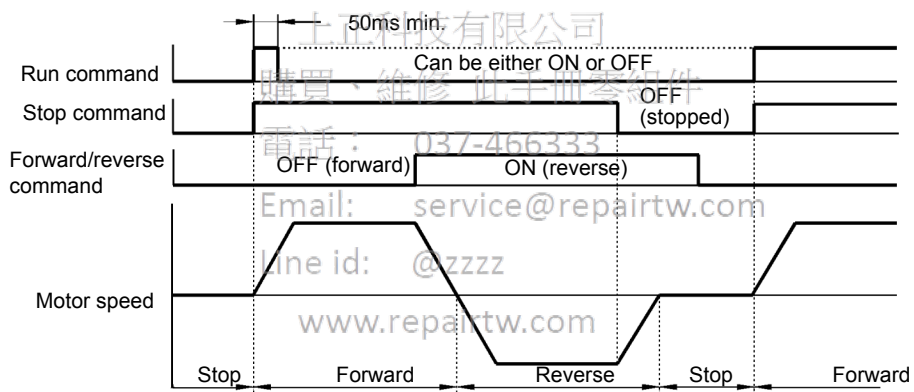 50ms min.
上正科技有限公司
Run command
Can be either ON or OFF
購買、維修 此手冊零組件
Stop command
OFF
(stopped)
電話： 037-466333
Forward/reverse
command
OFF (forward)
ON (reverse)
Email: service@repairtw.com
Line id: @zzzz
Motor speed
www.repairtw.com
Stop
Forward
Reverse
Stop
Forward